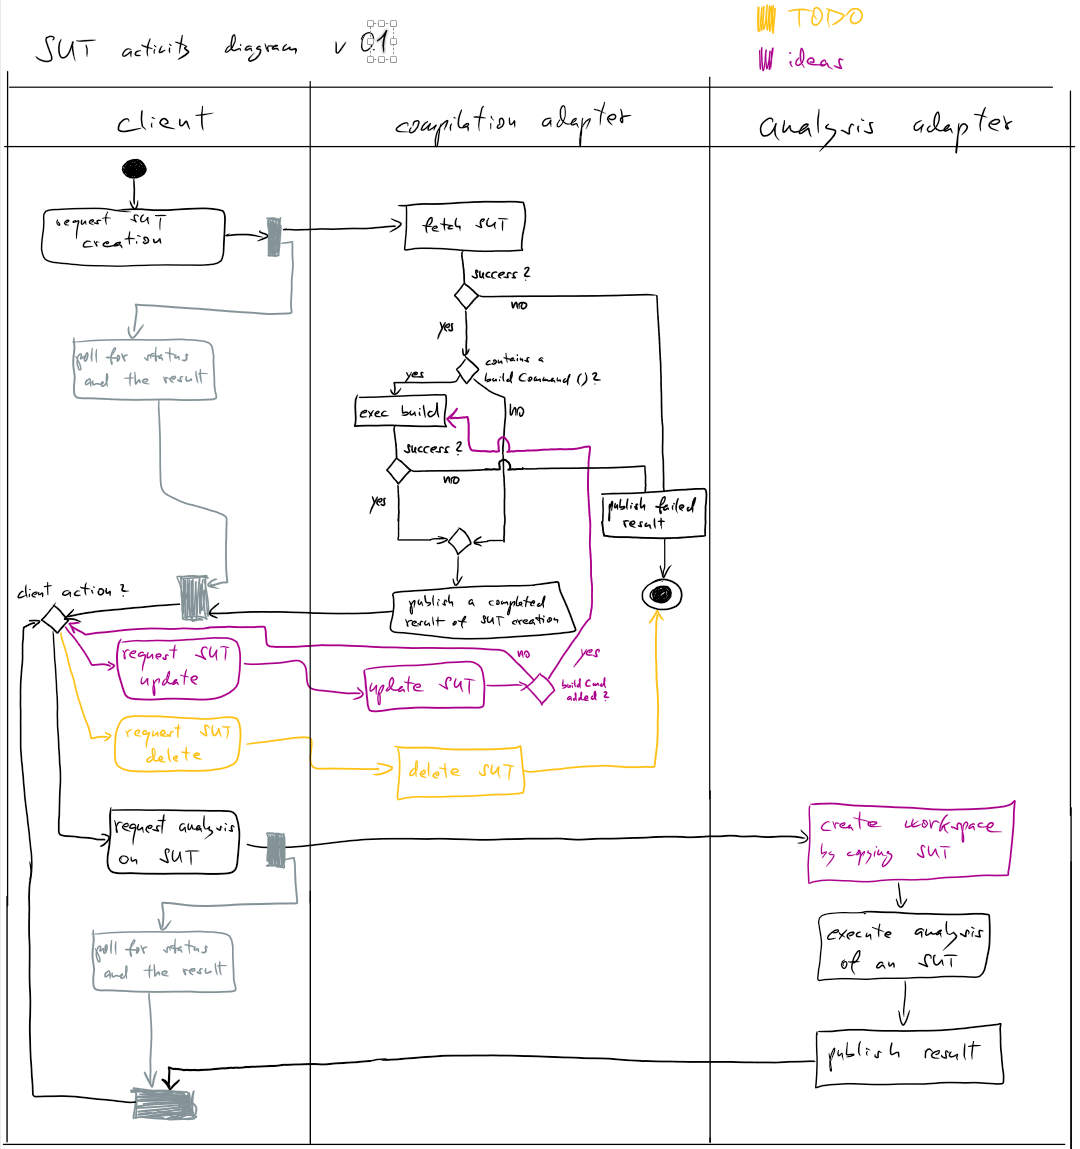 TODO
SUT activity diagram v 01
ideas
client
compilation adapter
analysis adapter
request SUT
creation
fetch SUT
success?
no
yes
poll for status
and the result
contains a
build Command ()?
yes
no
exec build
success?
no
yes
publish failed
result
client action?
publish a completed
result of SUT creation
request SUT
update
no
yes
update SUT
build Cmd
added?
request SUT
delete
delete SUT
request analysis
on SUT
create workspace
by copying SUT
poll for status
and the result
execute analysis
of an SUT
publish result